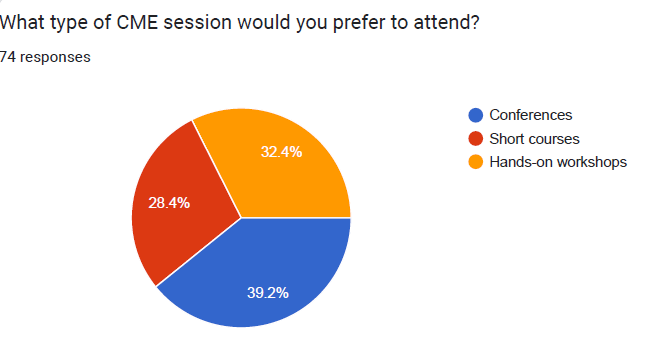 What type of CME session would you prefer to attend?
74 responses
Conferences
Short courses
Hands-on workshops
32.4%
28.4%
39.2%